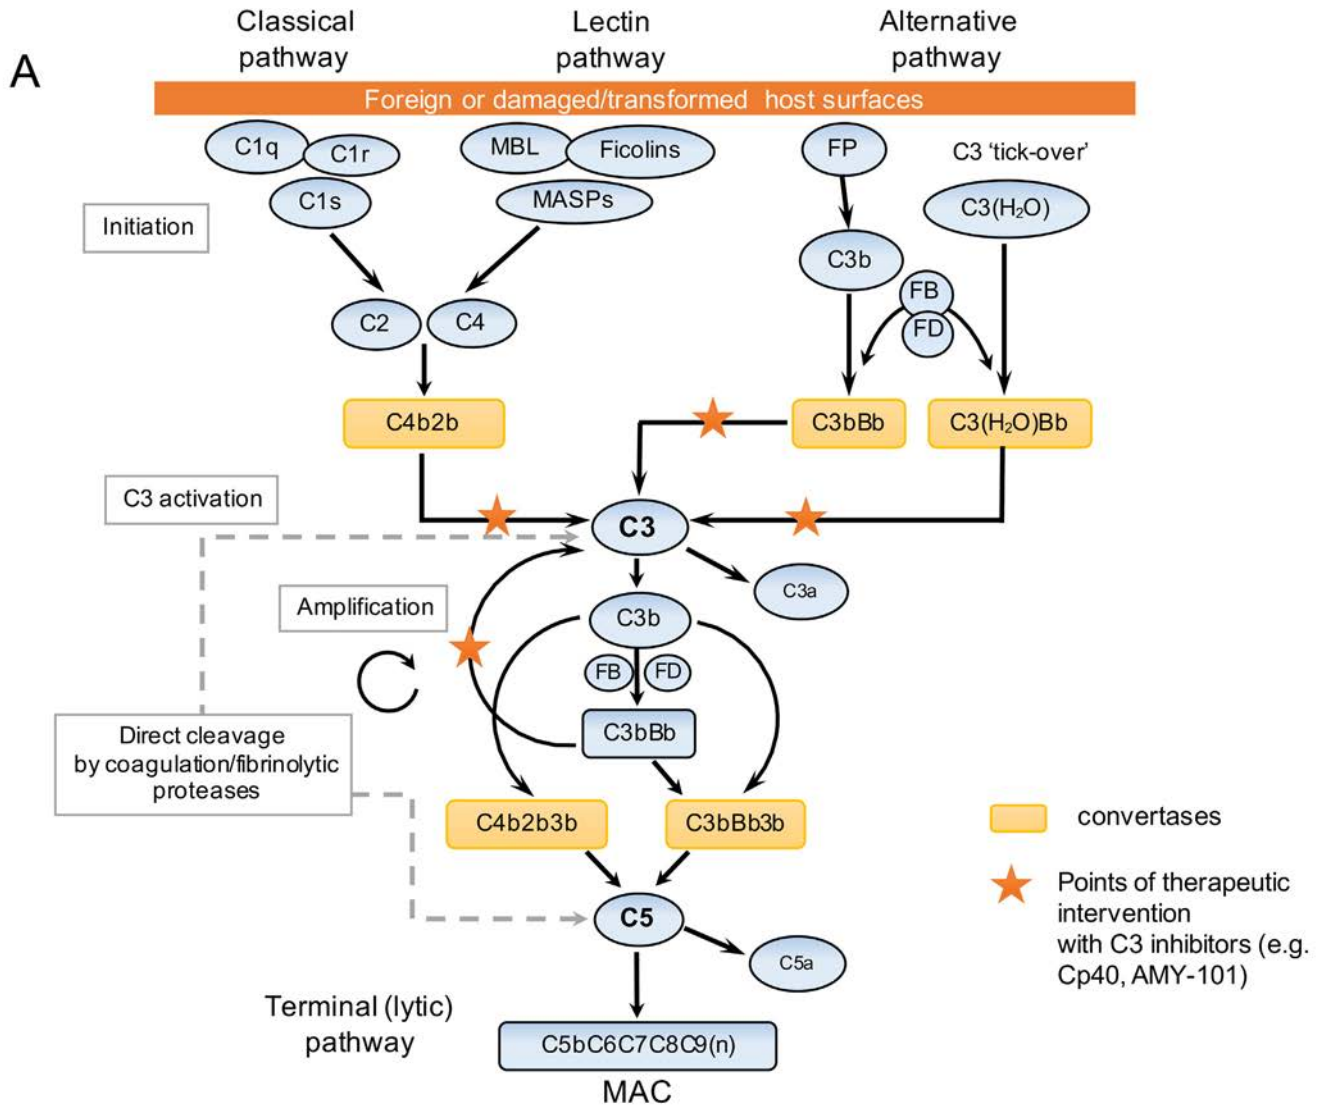 Classical
pathway
Lectin
pathway
Alternative
pathway
A
Foreign or damaged/transformed host surfaces
C1q
C1r
C1s
MBL
Ficolins
MASPs
FP
C3 ‘tick-over’
C3(H₂O)
Initiation
C3b
FB
FD
C2
C4
C4b2b
C3bBb
C3(H₂O)Bb
C3 activation
C3
C3a
Amplification
C3b
FB
FD
C3bBb
Direct cleavage
by coagulation/fibrinolytic
proteases
C4b2b3b
C3bBb3b
convertases
Points of therapeutic
intervention
with C3 inhibitors (e.g.
Cp40, AMY-101)
C5
C5a
Terminal (lytic)
pathway
C5bC6C7C8C9(n)
MAC